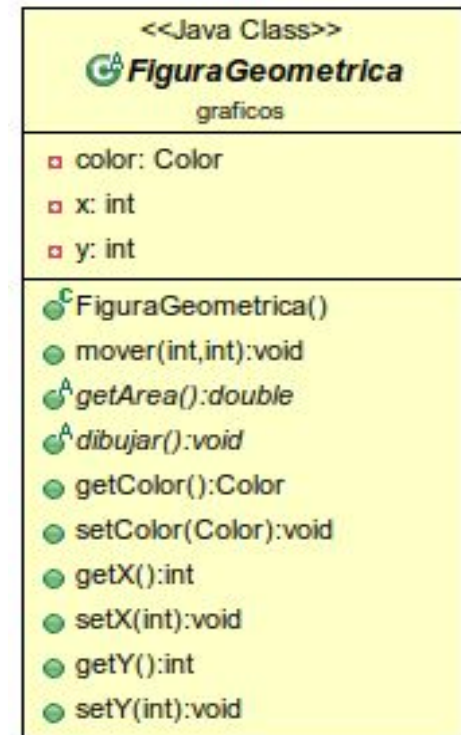 <<Java Class>>
FiguraGeometrica
graficos
color: Color
x: int
y: int
FiguraGeometrica()
mover(int,int):void
getArea():double
dibujar():void
getColor():Color
setColor(Color):void
getX():int
setX(int):void
getY():int
setY(int):void